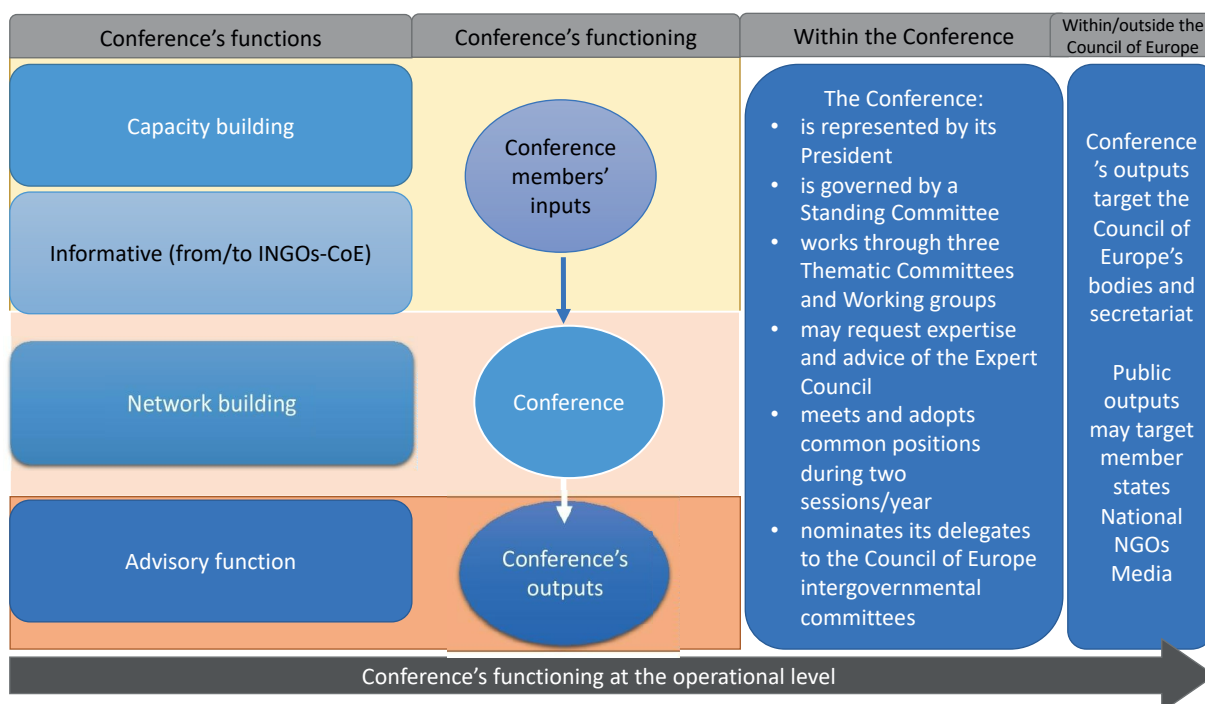 Conference's functions
Conference's functioning
Within the Conference
Within/outside the
Council of Europe
Capacity building
Informative (from/to INGOs-CoE)
Network building
Advisory function
Conference
members'
inputs
Conference
Conference's
outputs
The Conference:
• is represented by its
President
• is governed by a
Standing Committee
• works through three
Thematic Committees
and Working groups
• may request expertise
and advice of the Expert
Council
• meets and adopts
common positions
during two
sessions/year
• nominates its delegates
to the Council of Europe
intergovernmental
committees
Conference
's outputs
target the
Council of
Europe's
bodies and
secretariat
Public
outputs
may target
member
states
National
NGOs
Media
Conference's functioning at the operational level